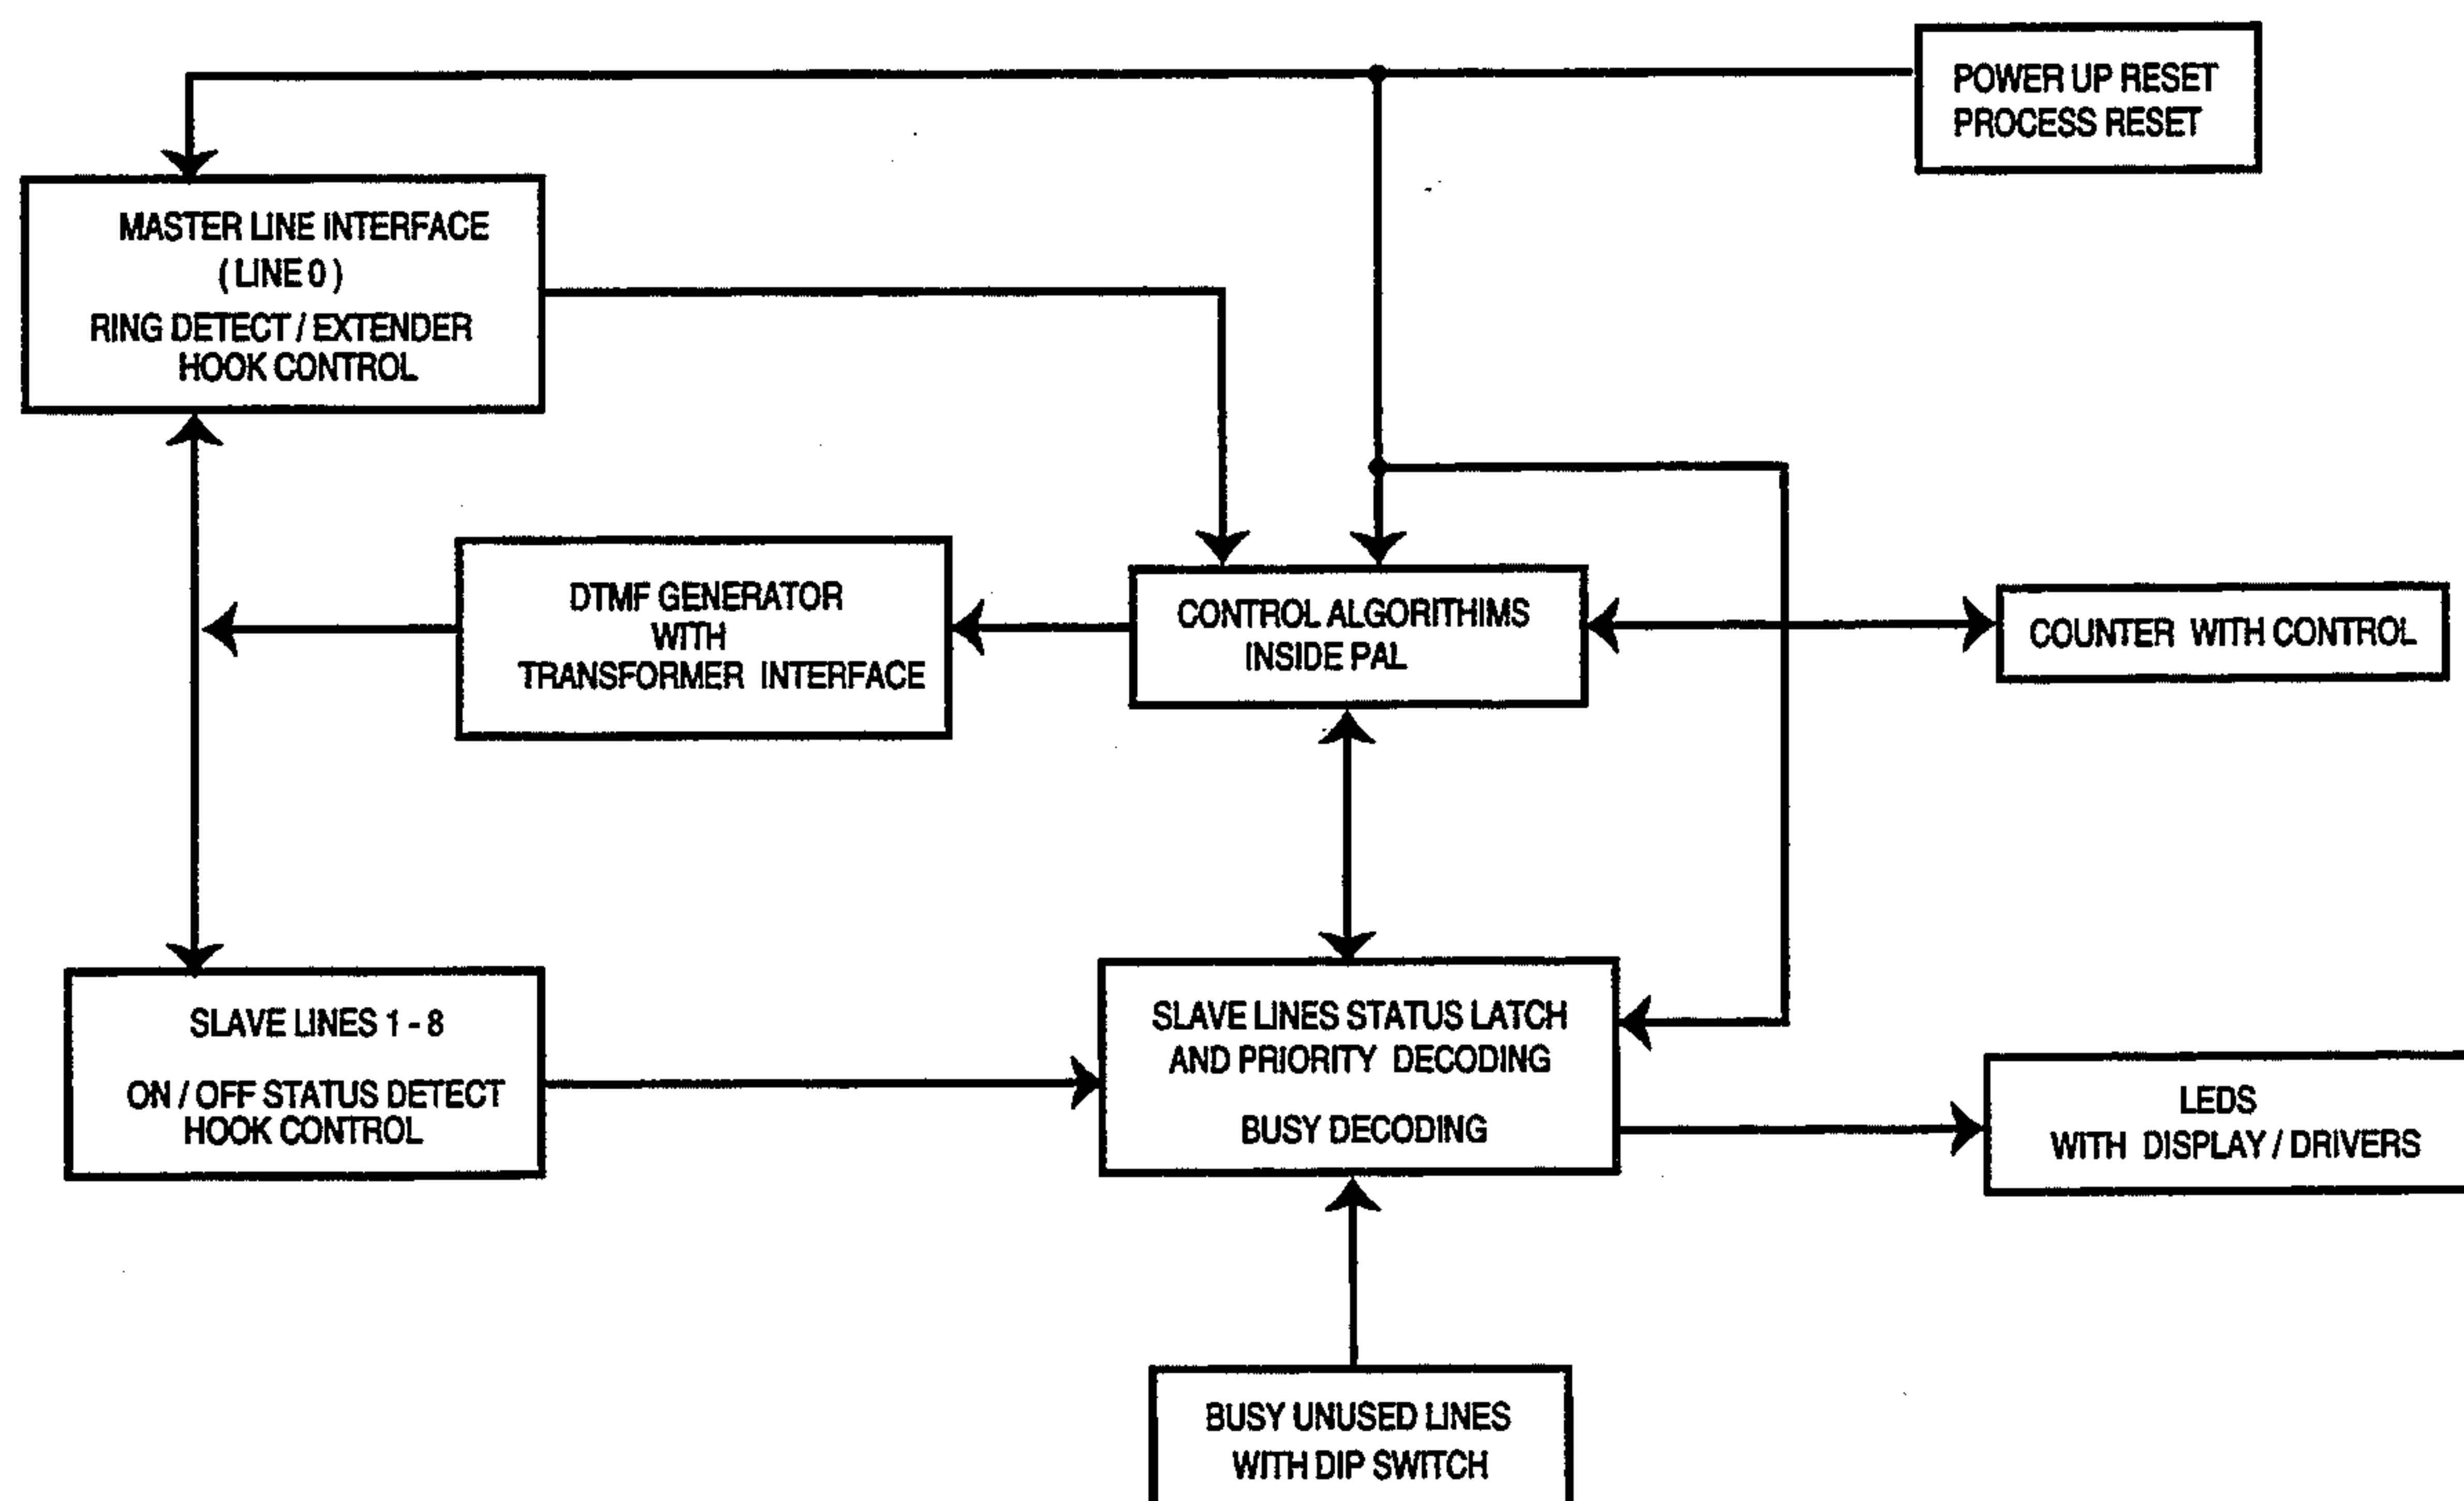 POWER UP RESET
PROCESS RESET
MASTER LINE INTERFACE
( LINE 0 )
RING DETECT / EXTENDER
HOOK CONTROL
DTMF GENERATOR
WITH
TRANSFORMER INTERFACE
CONTROL ALGORITHIMS
INSIDE PAL
COUNTER WITH CONTROL
SLAVE LINES 1 - 8
ON / OFF STATUS DETECT
HOOK CONTROL
SLAVE LINES STATUS LATCH
AND PRIORITY DECODING
BUSY DECODING
LEDS
WITH DISPLAY / DRIVERS
BUSY UNUSED LINES
WITH DIP SWITCH